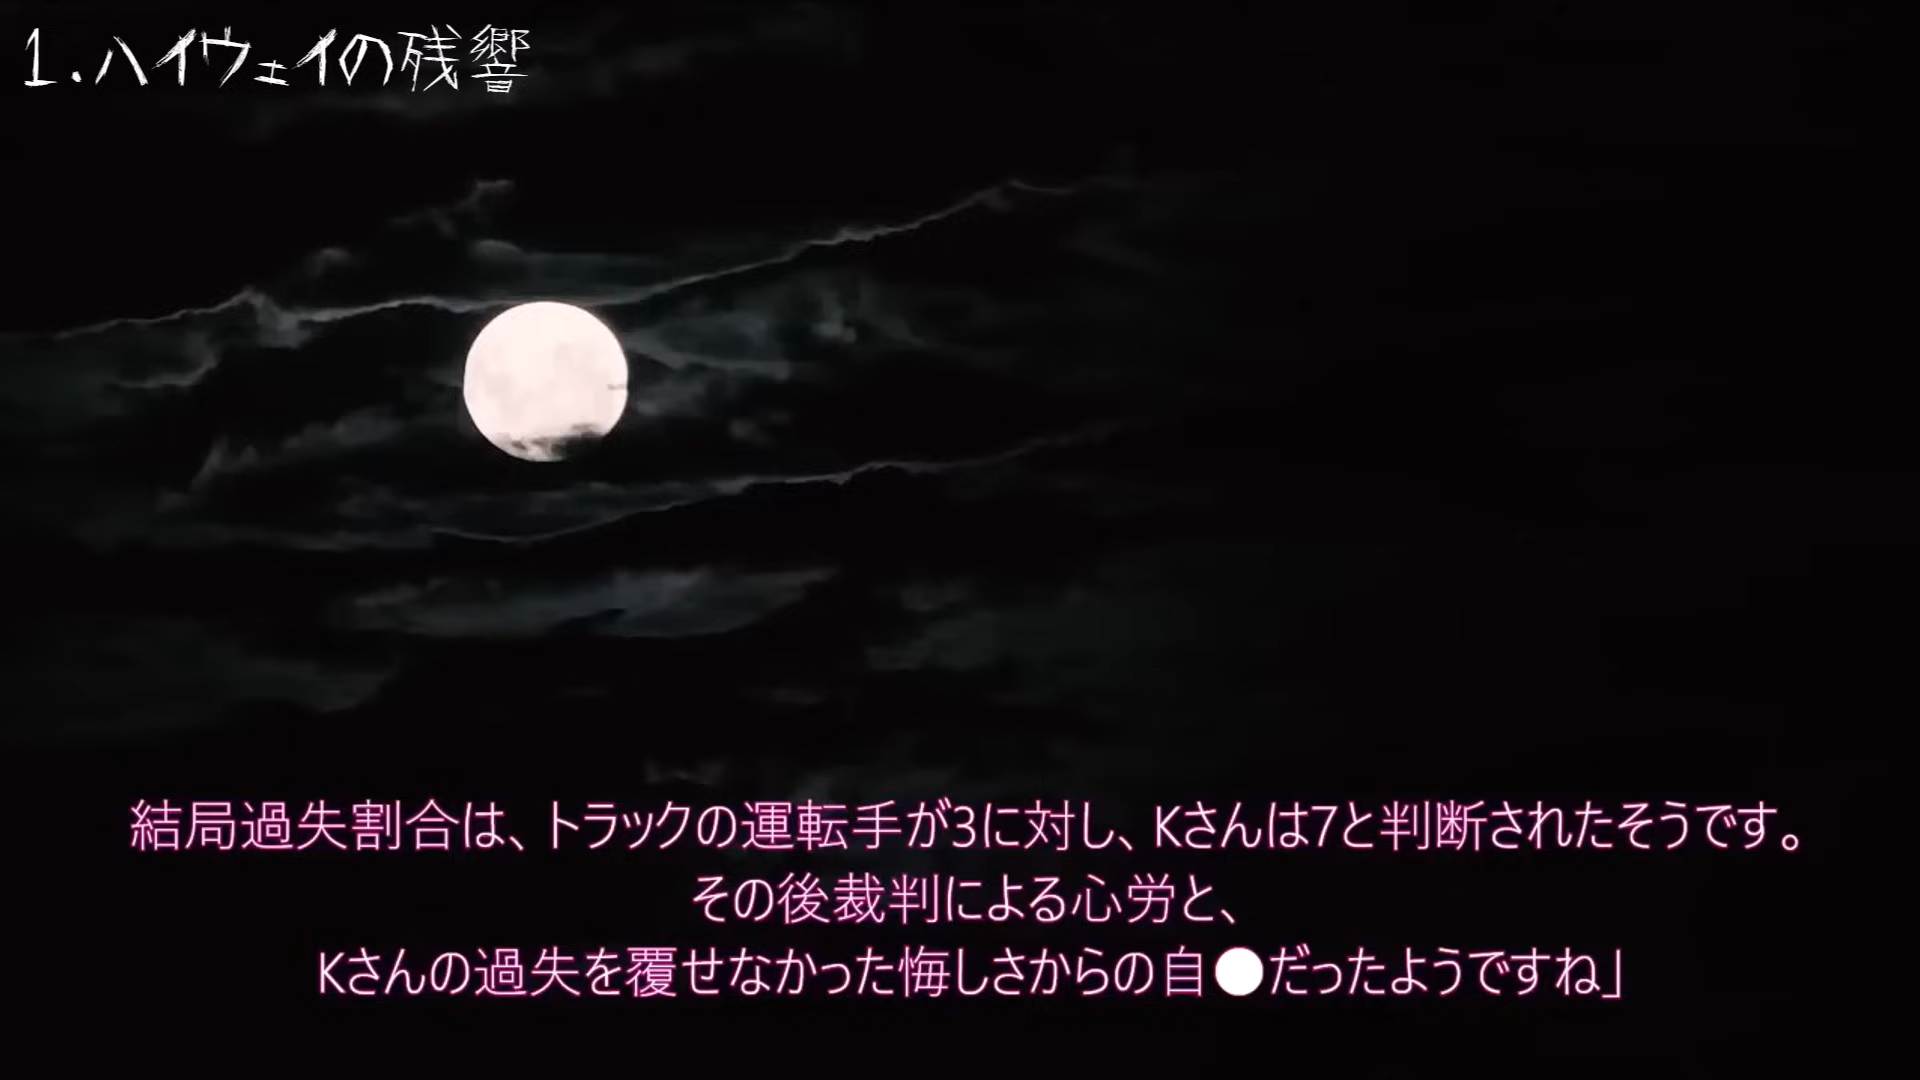 1.ハイウェイの残響
結局過失割合は、トラックの運転手が3に対し、Kさんは7と判断されたそうです。
その後裁判による心労と、
Kさんの過失を覆せなかった悔しさからの自●だったようですね」